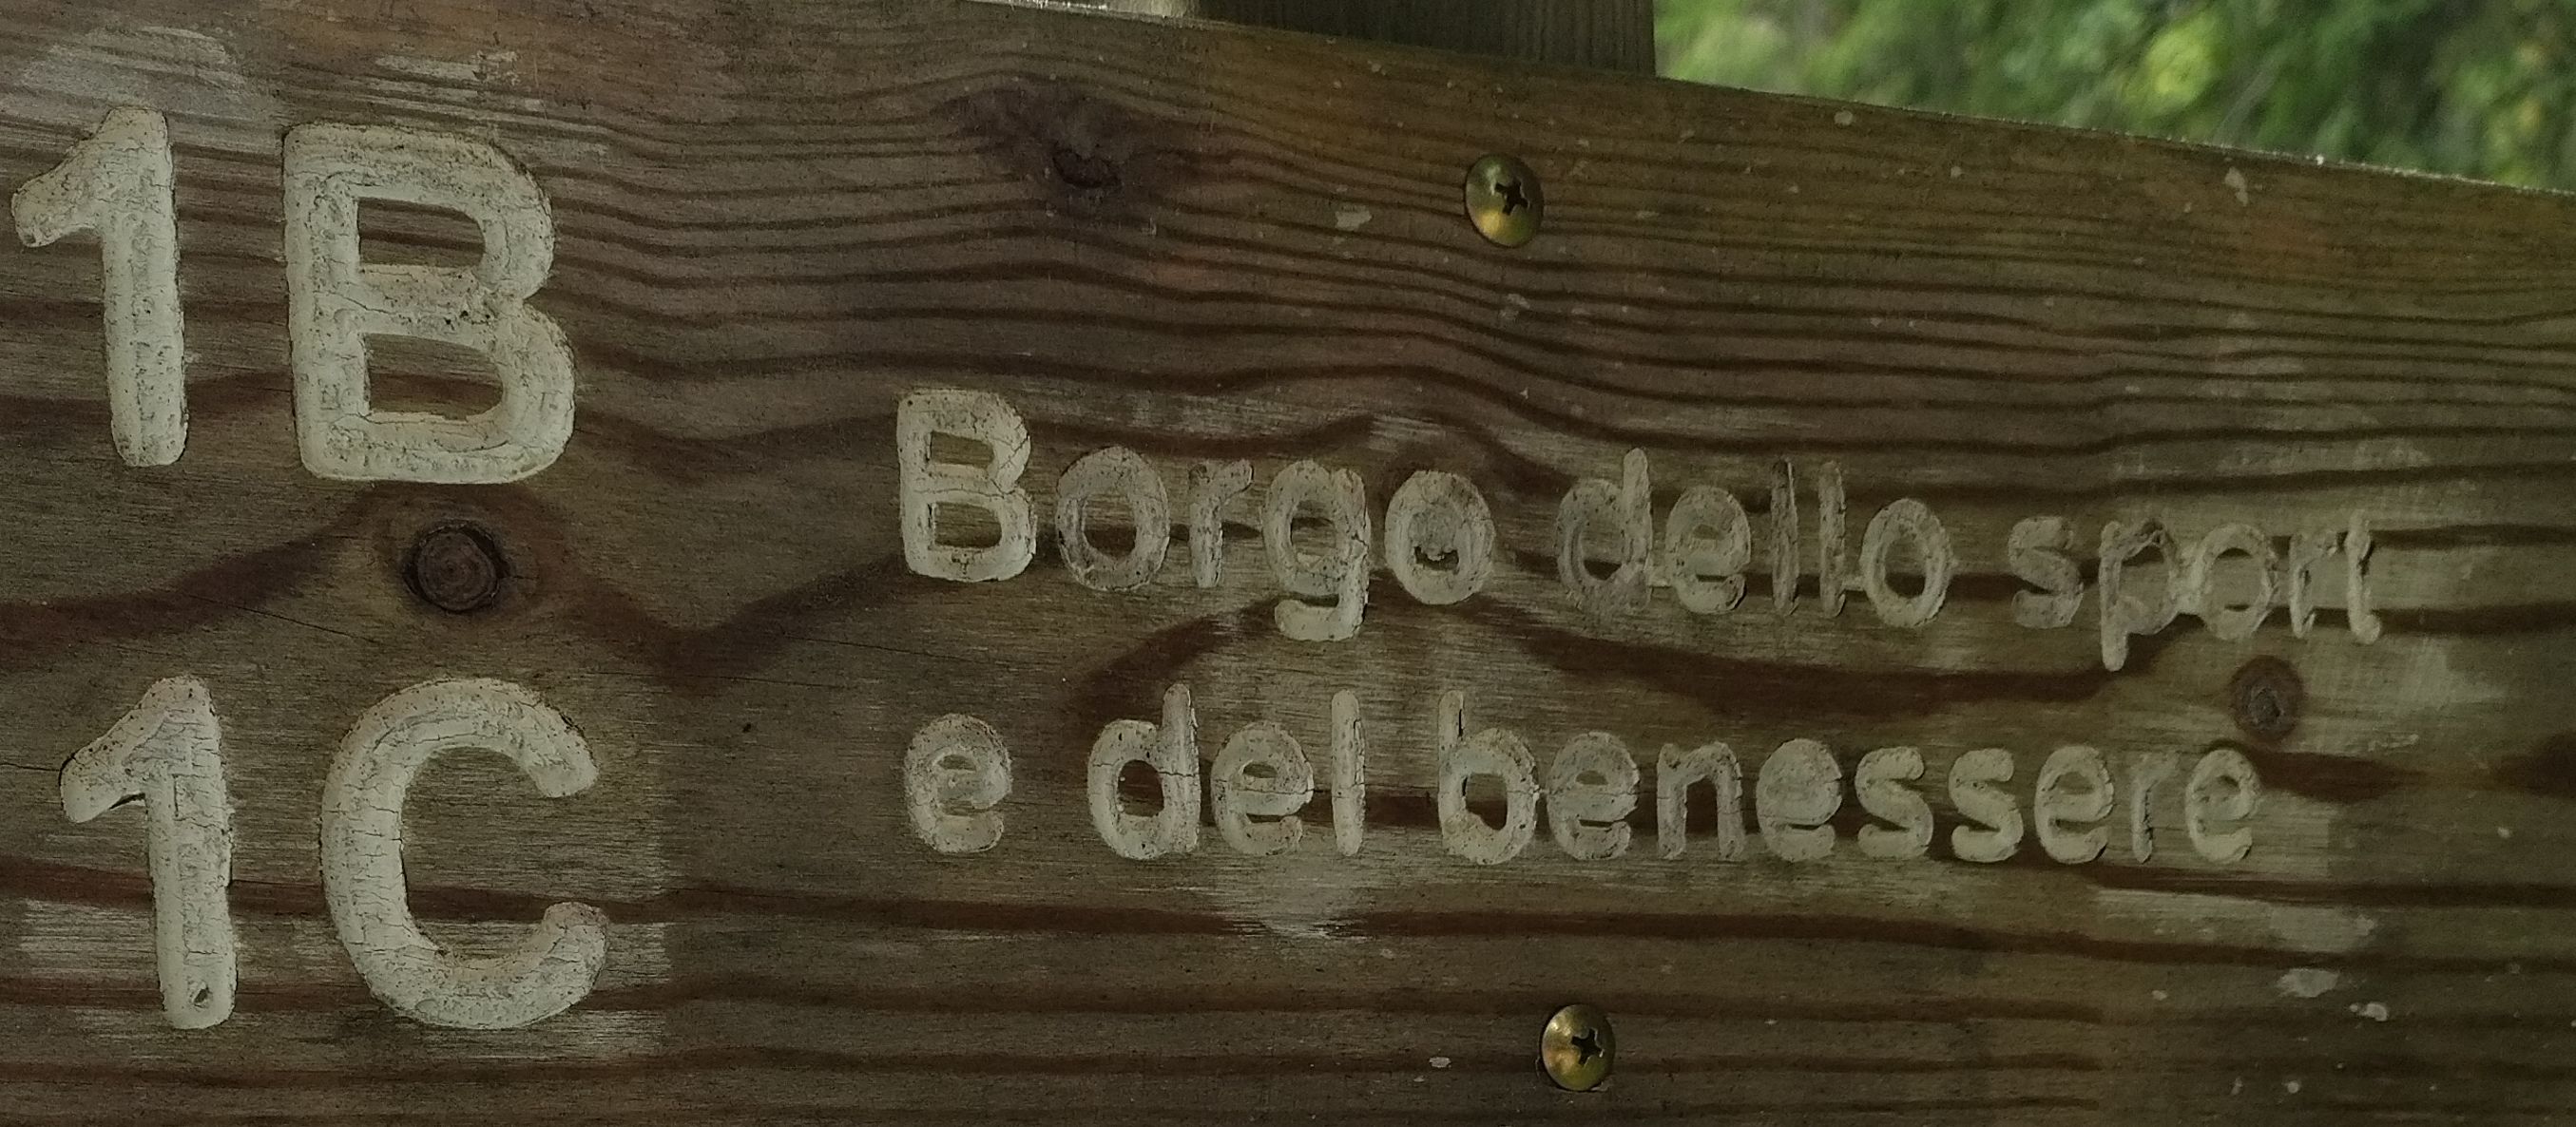 1B
Borgo dello sport
1C
e del benessere